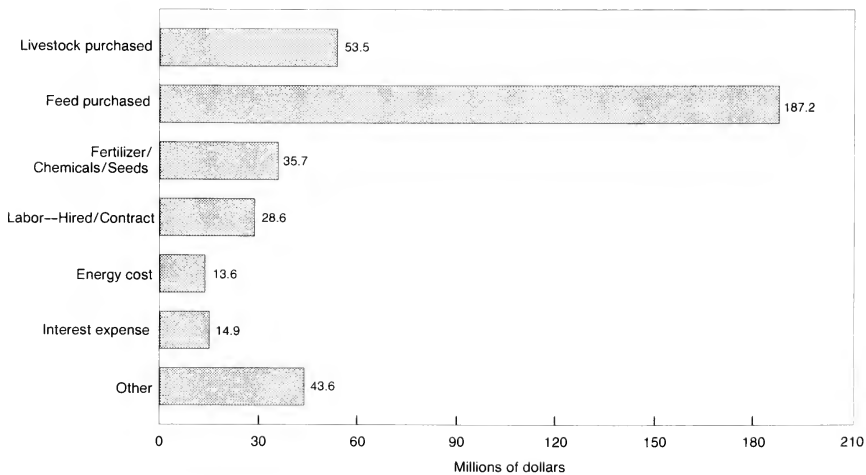 Livestock purchased
53.5
Feed purchased
187.2
Fertilizer/
Chemicals/Seeds
35.7
Labor--Hired/Contract
28.6
Energy cost
13.6
Interest expense
14.9
Other
43.6
0 30 60 90 120 150 180 210
Millions of dollars